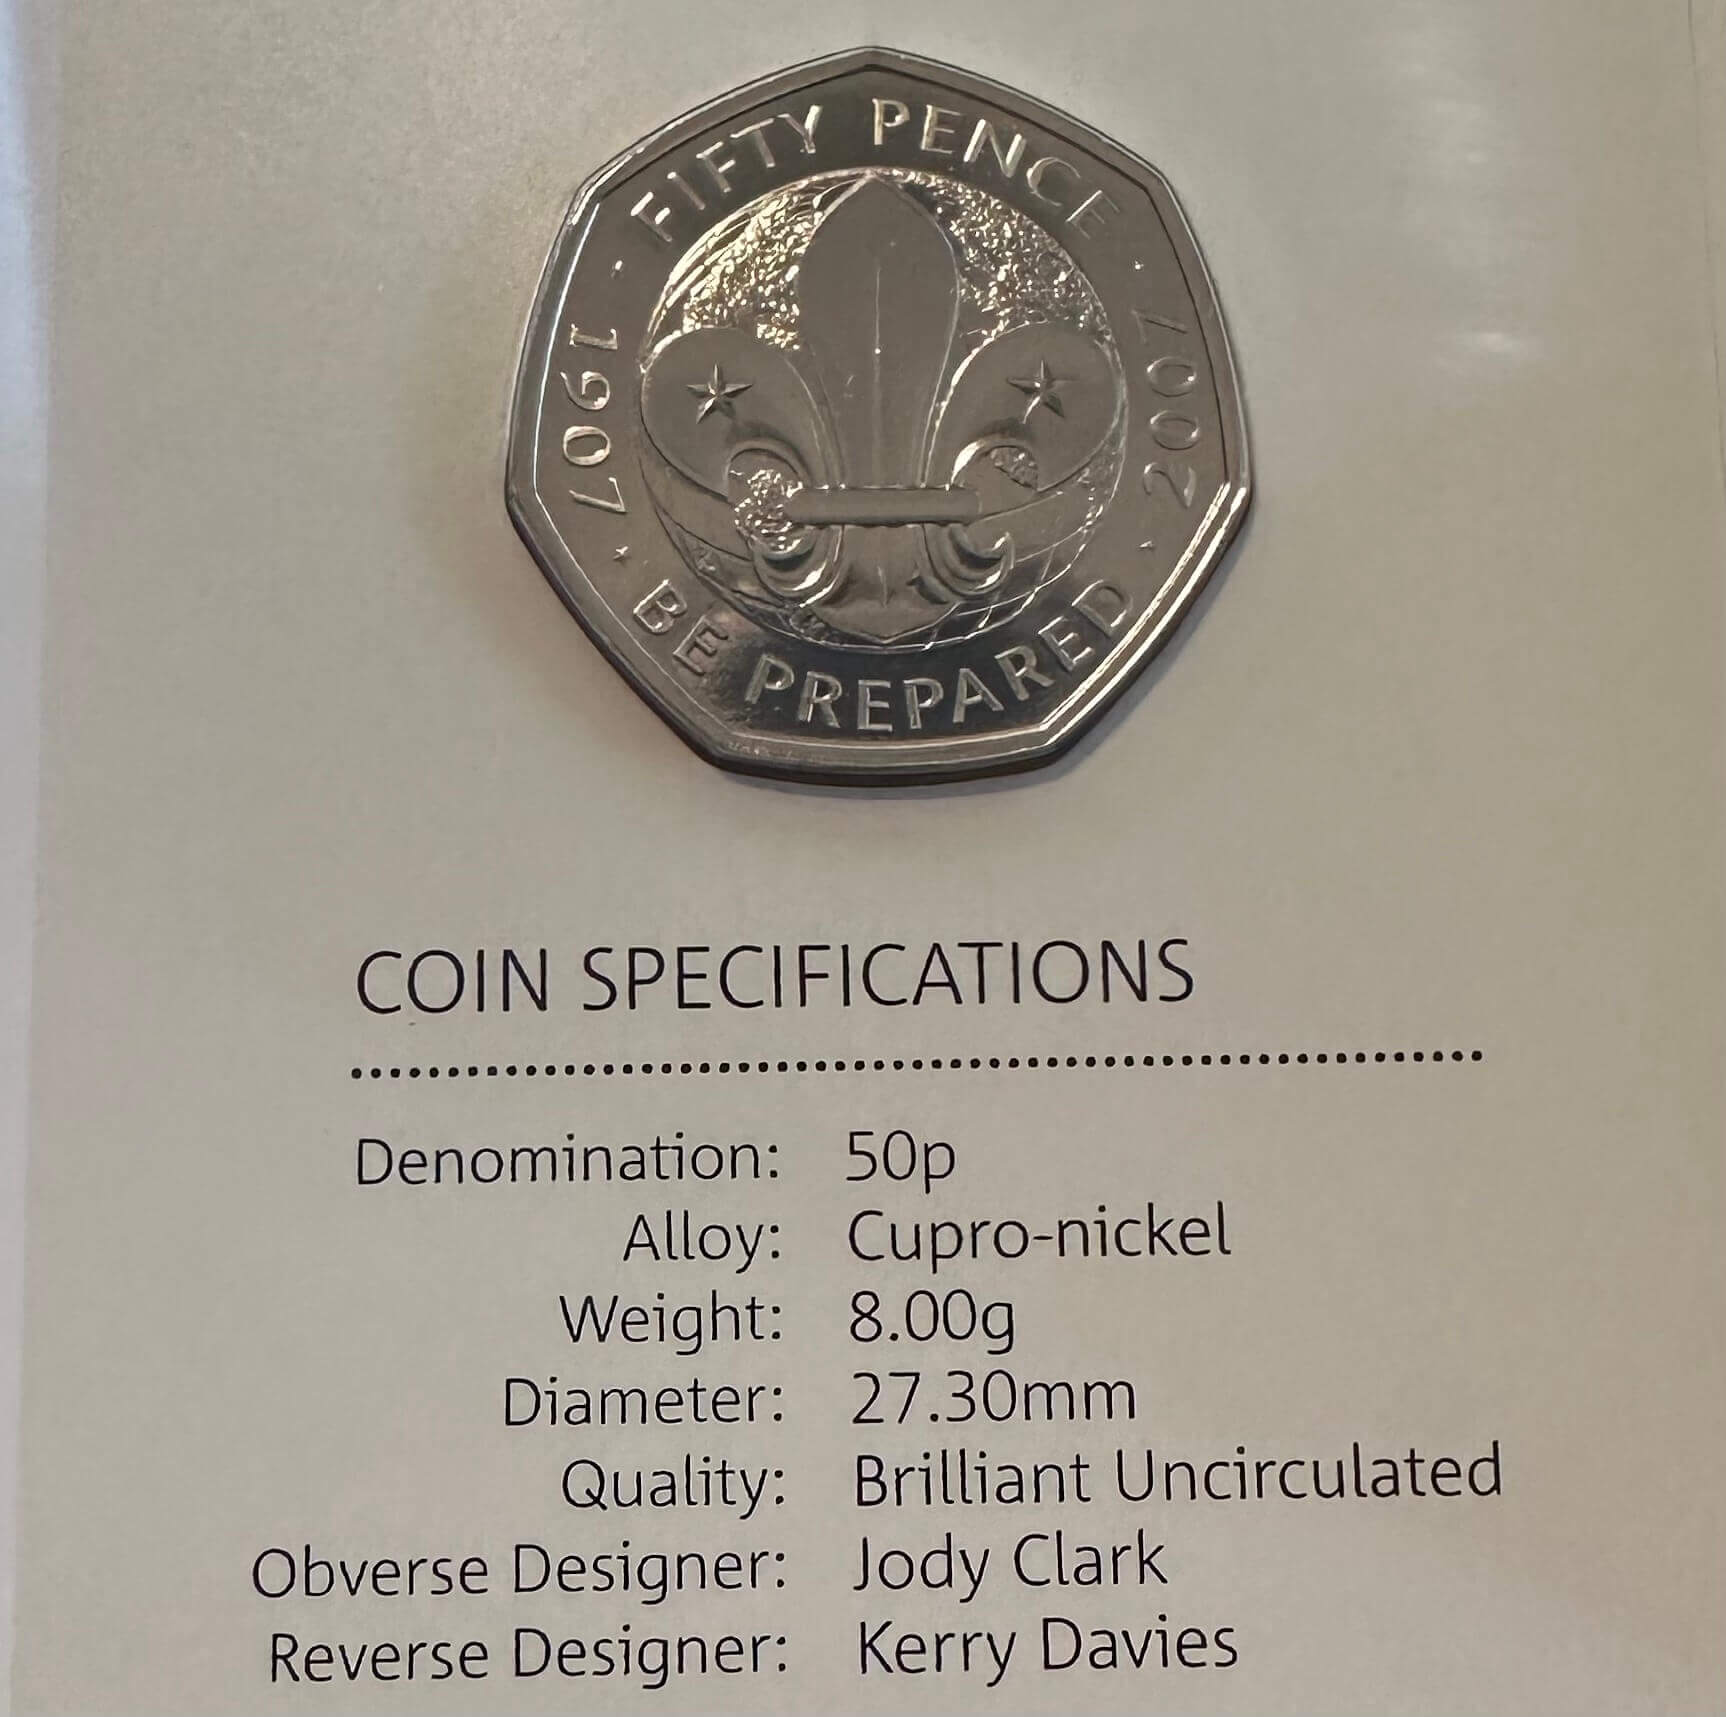 FIFTY PENCE
1907
2007
BE PREPARED
COIN SPECIFICATIONS
Denomination: 50p
Alloy: Cupro-nickel
Weight: 8.00g
Diameter: 27.30mm
Quality: Brilliant Uncirculated
Obverse Designer: Jody Clark
Reverse Designer: Kerry Davies